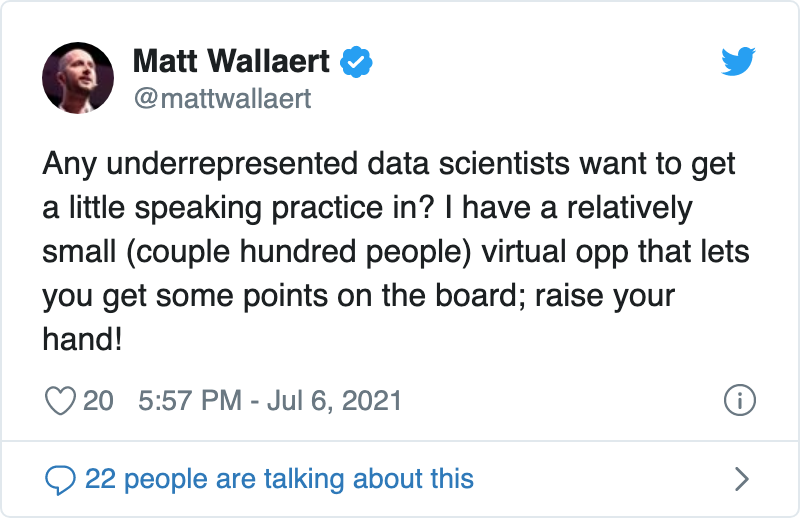 Matt Wallaert
@mattwallaert
Any underrepresented data scientists want to get
a little speaking practice in? I have a relatively
small (couple hundred people) virtual opp that lets
you get some points on the board; raise your
hand!
20 5:57 PM - Jul 6, 2021
22 people are talking about this